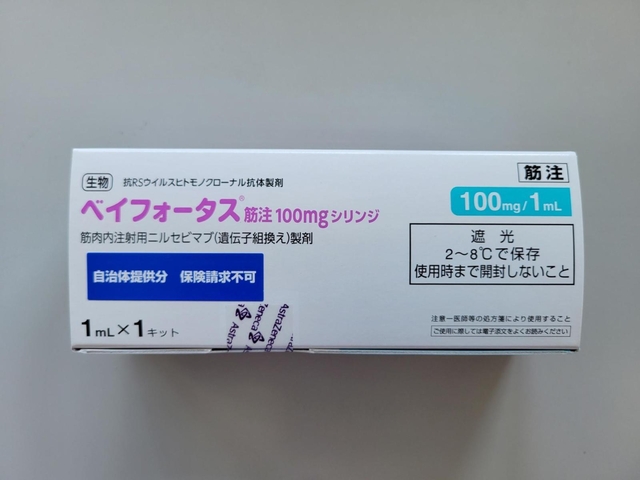 生物
抗RSウイルスヒトモノクローナル抗体製剤
ベイフォータス® 筋注 100mg シリンジ
筋肉内注射用ニルセビマブ(遺伝子組換え)製剤
自治体提供分 保険請求不可
1mL×1キット
AstraZeneca
AstraZeneca
筋注
100mg/1mL
遮光
2～8℃で保存
使用時まで開封しないこと
注意－医師等の処方箋により使用すること
ご使用に際しては電子添文をよくお読みください